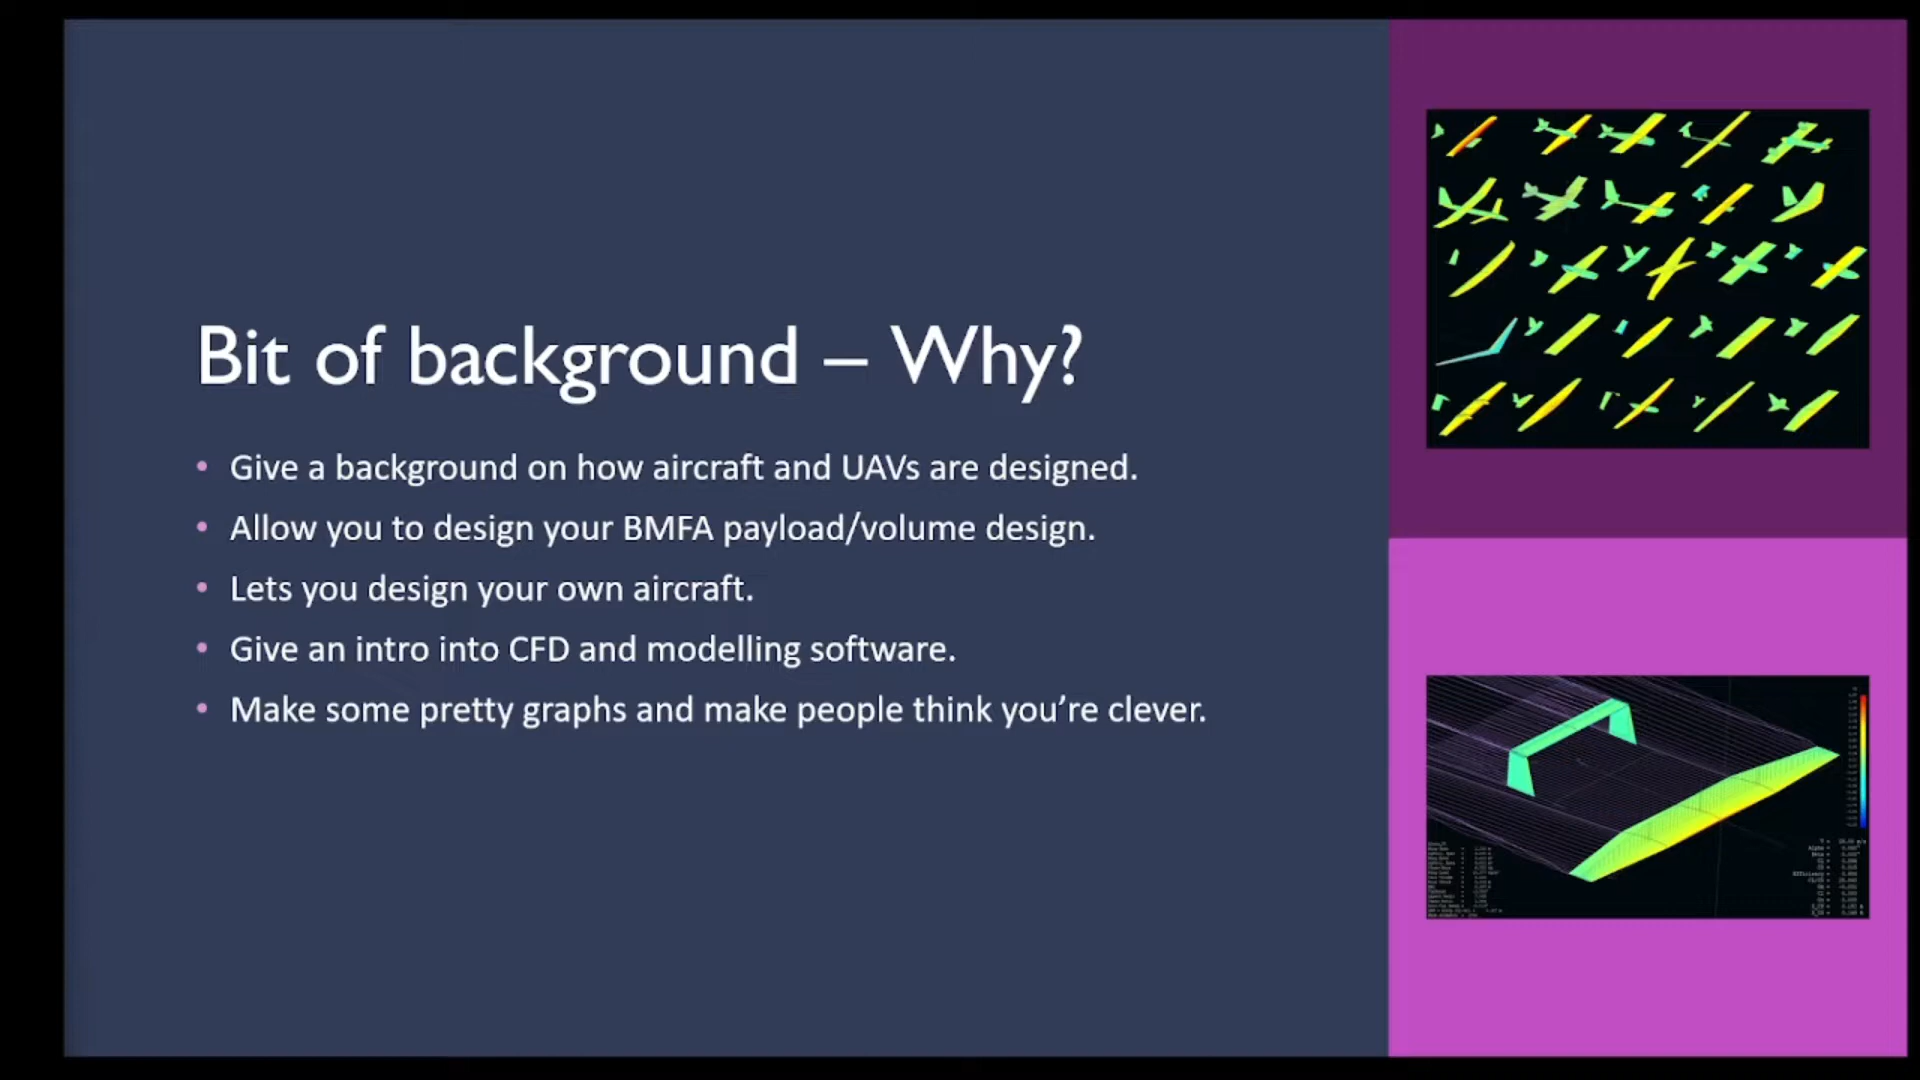 Bit of background – Why?
• Give a background on how aircraft and UAVs are designed.
• Allow you to design your BMFA payload/volume design.
• Lets you design your own aircraft.
• Give an intro into CFD and modelling software.
• Make some pretty graphs and make people think you’re clever.